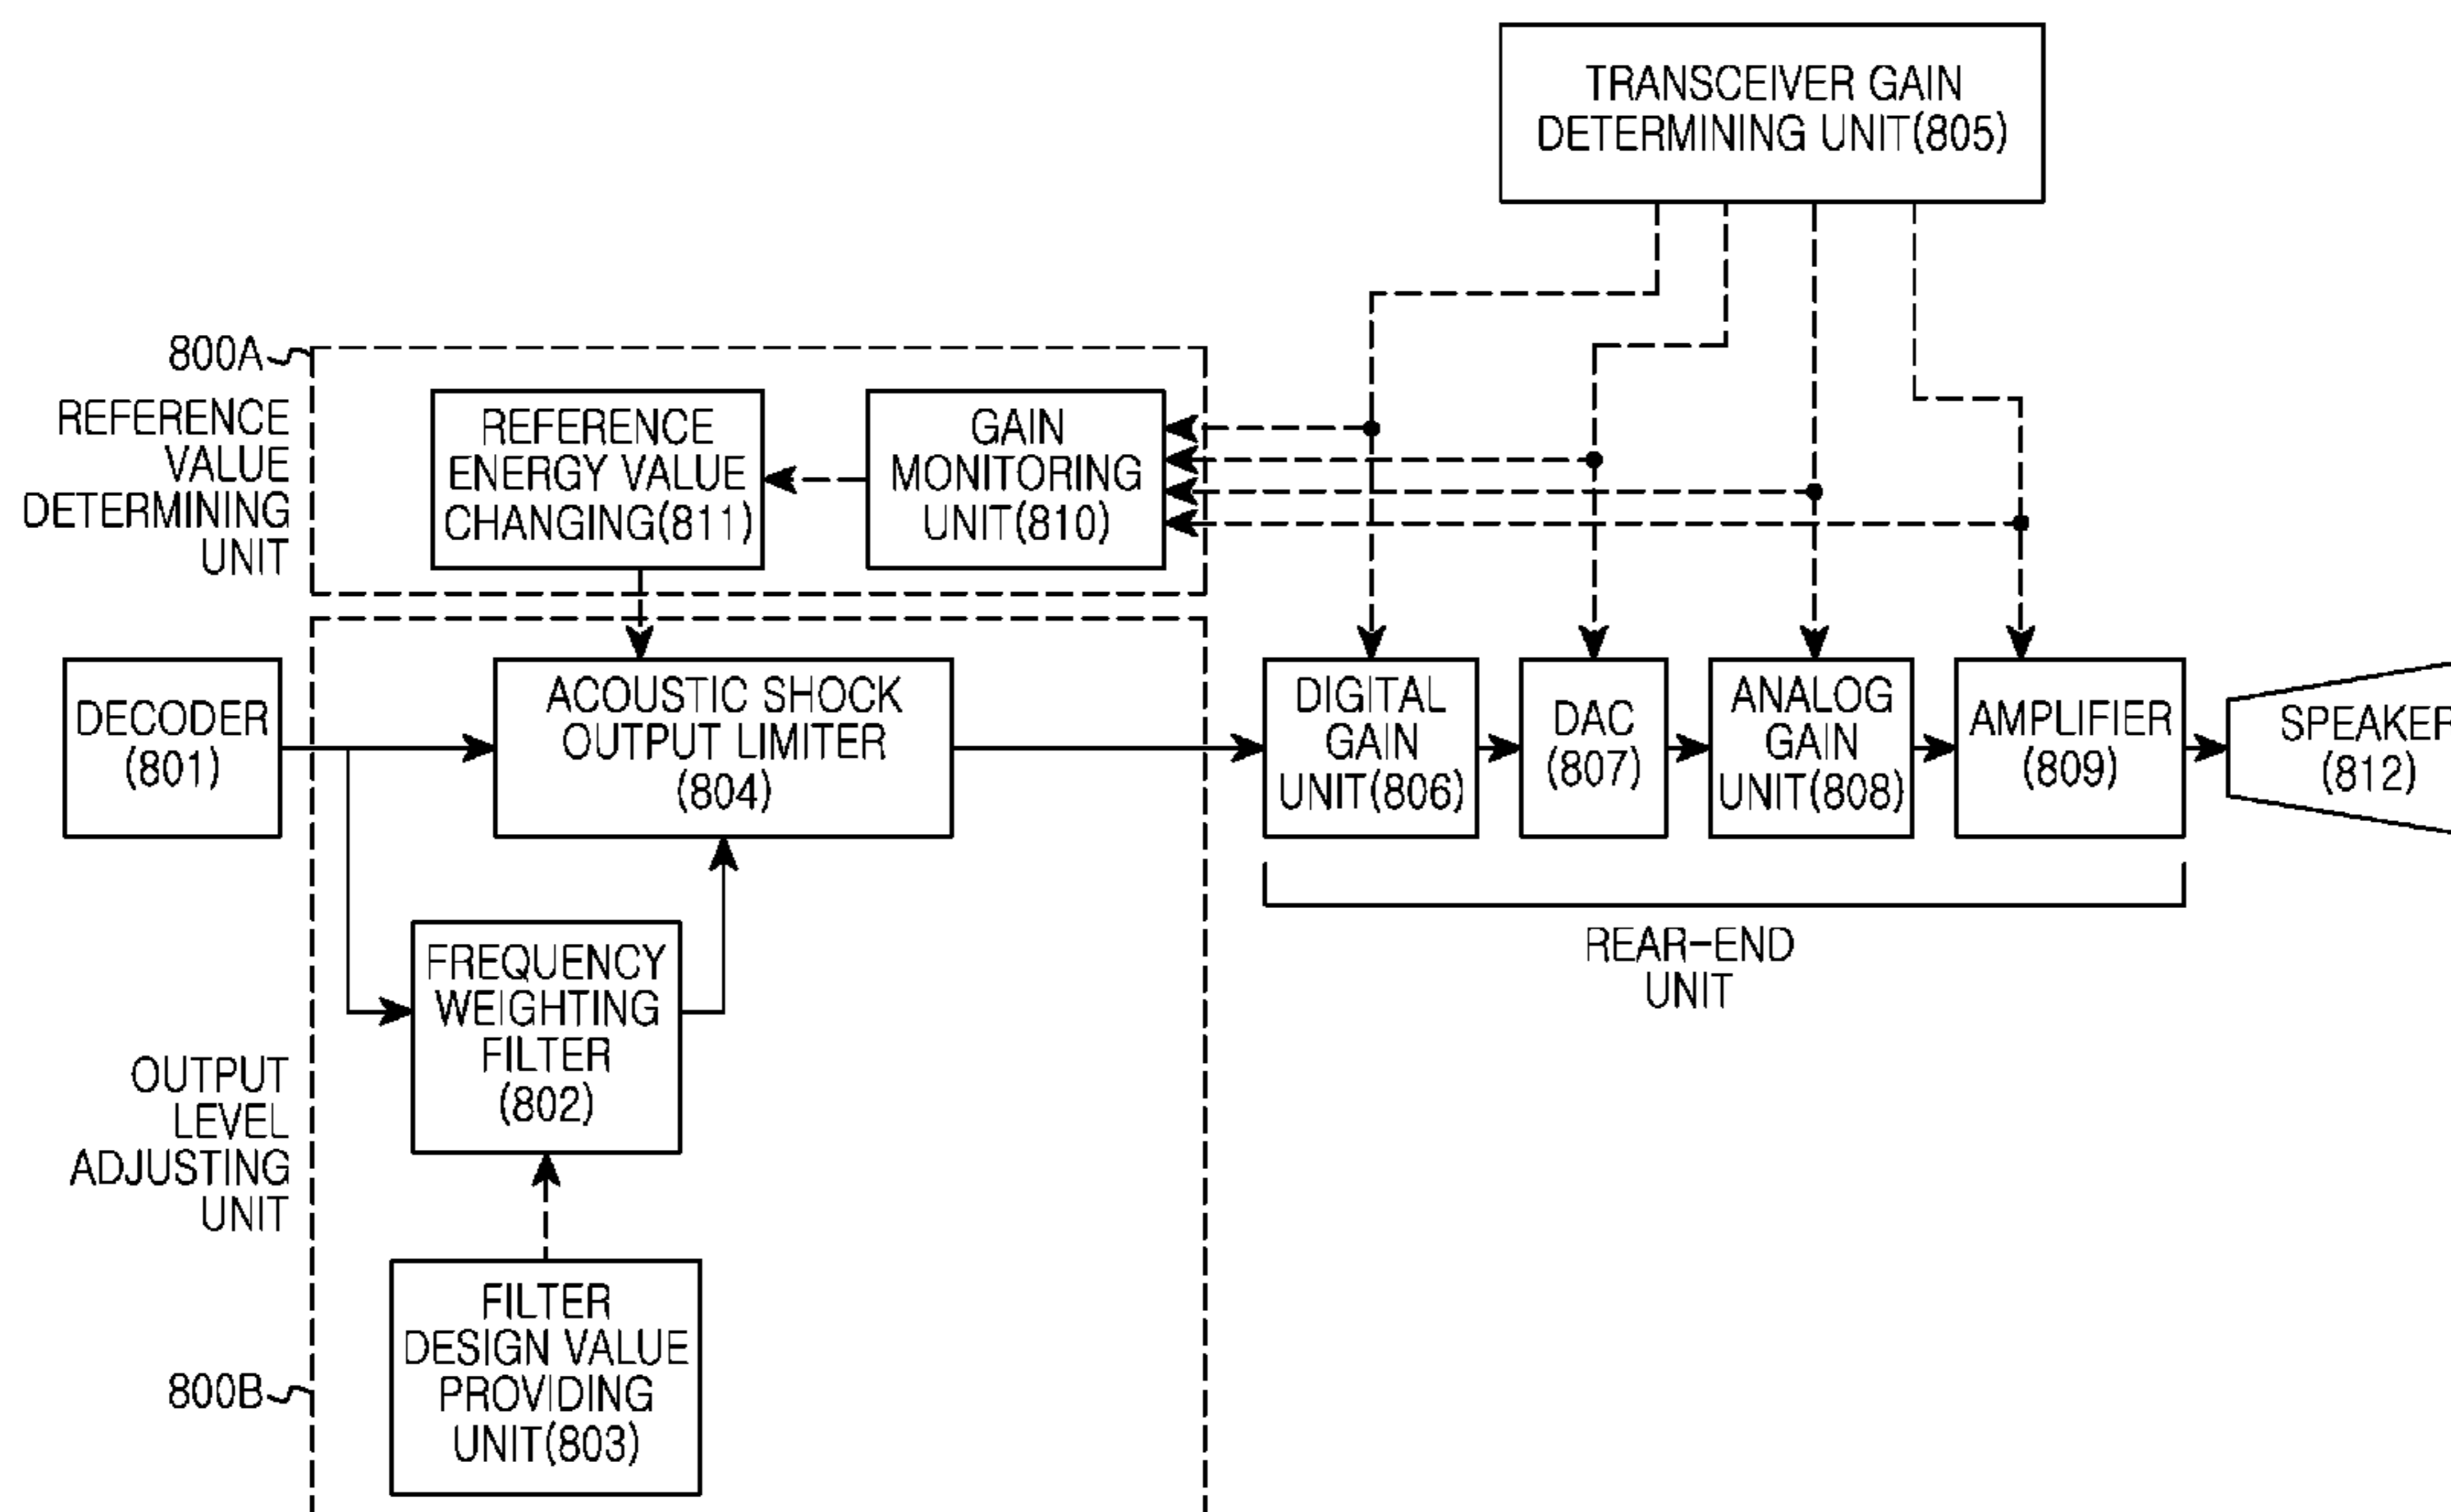 TRANSCEIVER GAIN
DETERMINING UNIT(805)
800A
REFERENCE
VALUE
DETERMINING
UNIT
REFERENCE
ENERGY VALUE
CHANGING(811)
GAIN
MONITORING
UNIT(810)
DECODER
(801)
ACOUSTIC SHOCK
OUTPUT LIMITER
(804)
DIGITAL
GAIN
UNIT(806)
DAC
(807)
ANALOG
GAIN
UNIT(808)
AMPLIFIER
(809)
SPEAKER
(812)
REAR-END
UNIT
FREQUENCY
WEIGHTING
FILTER
(802)
OUTPUT
LEVEL
ADJUSTING
UNIT
800B
FILTER
DESIGN VALUE
PROVIDING
UNIT(803)